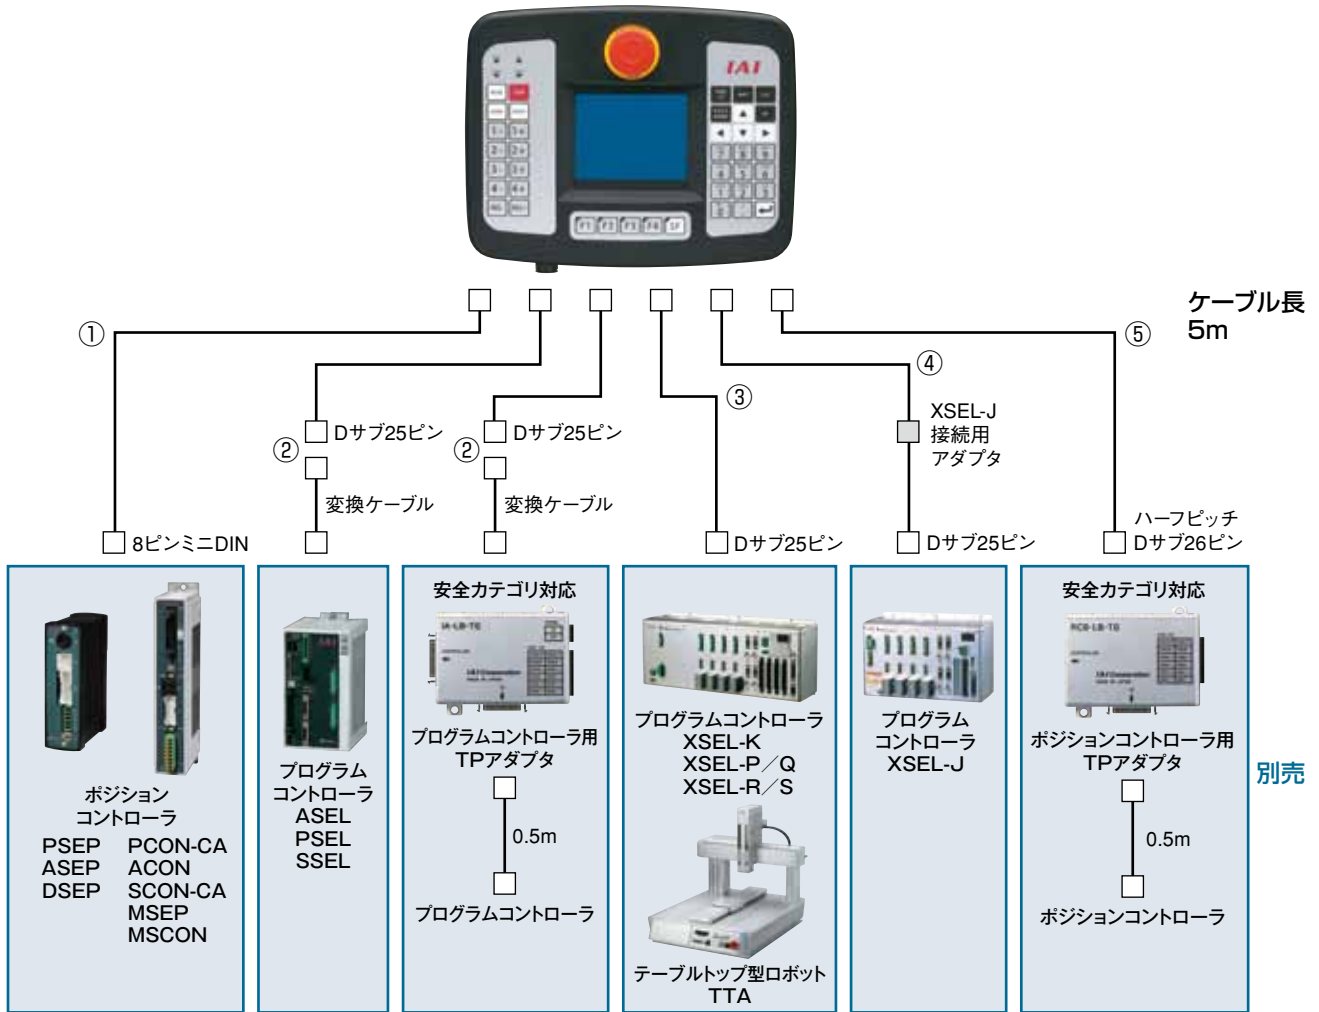 IAI
F1 F2 F3 F4 SF
ケーブル長
5m
①
②
Dサブ25ピン
変換ケーブル
②
Dサブ25ピン
変換ケーブル
③
④
XSEL-J
接続用
アダプタ
⑤
8ピンミニDIN
Dサブ25ピン
Dサブ25ピン
ハーフピッチ
Dサブ26ピン
ポジション
コントローラ
PSEP PCON-CA
ASEP ACON
DSEP SCON-CA
MSEP
MSCON
プログラム
コントローラ
ASEL
PSEL
SSEL
安全カテゴリ対応
IA-LB-TG
プログラムコントローラ用
TPアダプタ
0.5m
プログラムコントローラ
プログラムコントローラ
XSEL-K
XSEL-P／Q
XSEL-R／S
テーブルトップ型ロボット
TTA
プログラム
コントローラ
XSEL-J
安全カテゴリ対応
RCB-LB-TG
ポジションコントローラ用
TPアダプタ
0.5m
ポジションコントローラ
別売